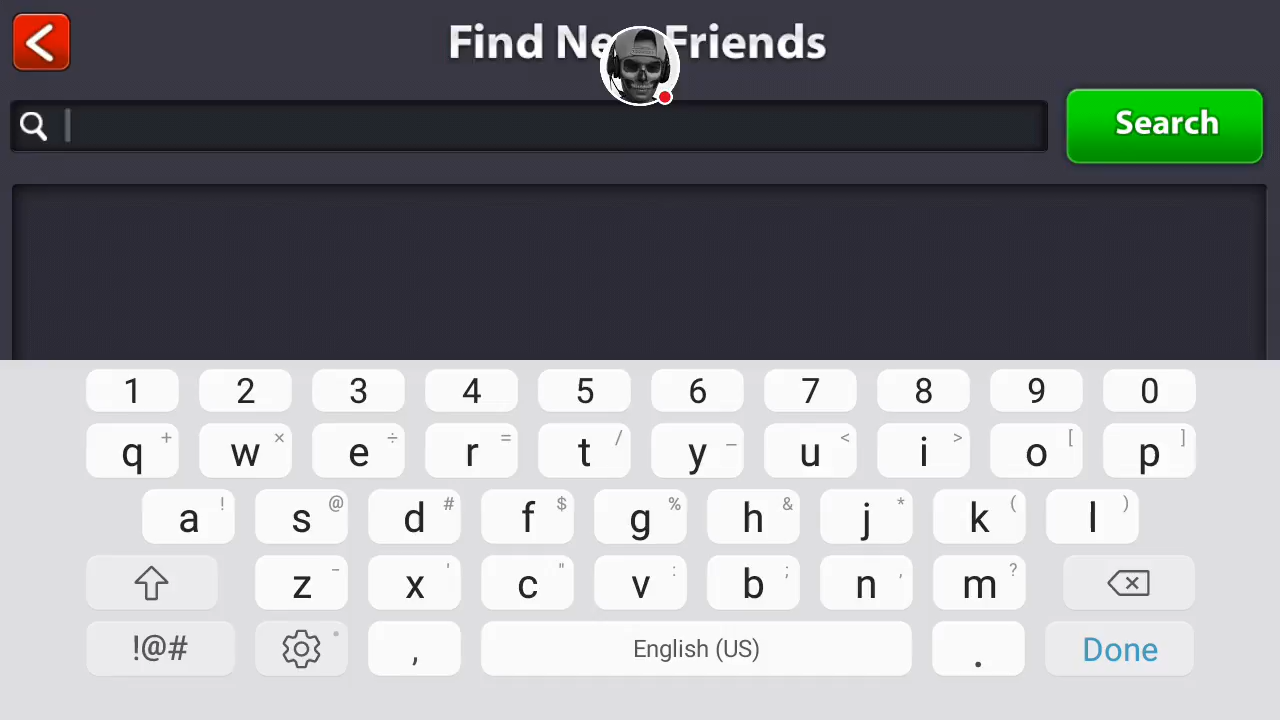 Find Ne Friends
Search
1 2 3 4 5 6 7 8 9 0
q + w × e ÷ r = t / y _ u < i > o [ p ]
a ! s @ d # f $ g % h & j * k ( l )
z - x ' c " v : b ; n , m ?
!@# , English (US) . Done